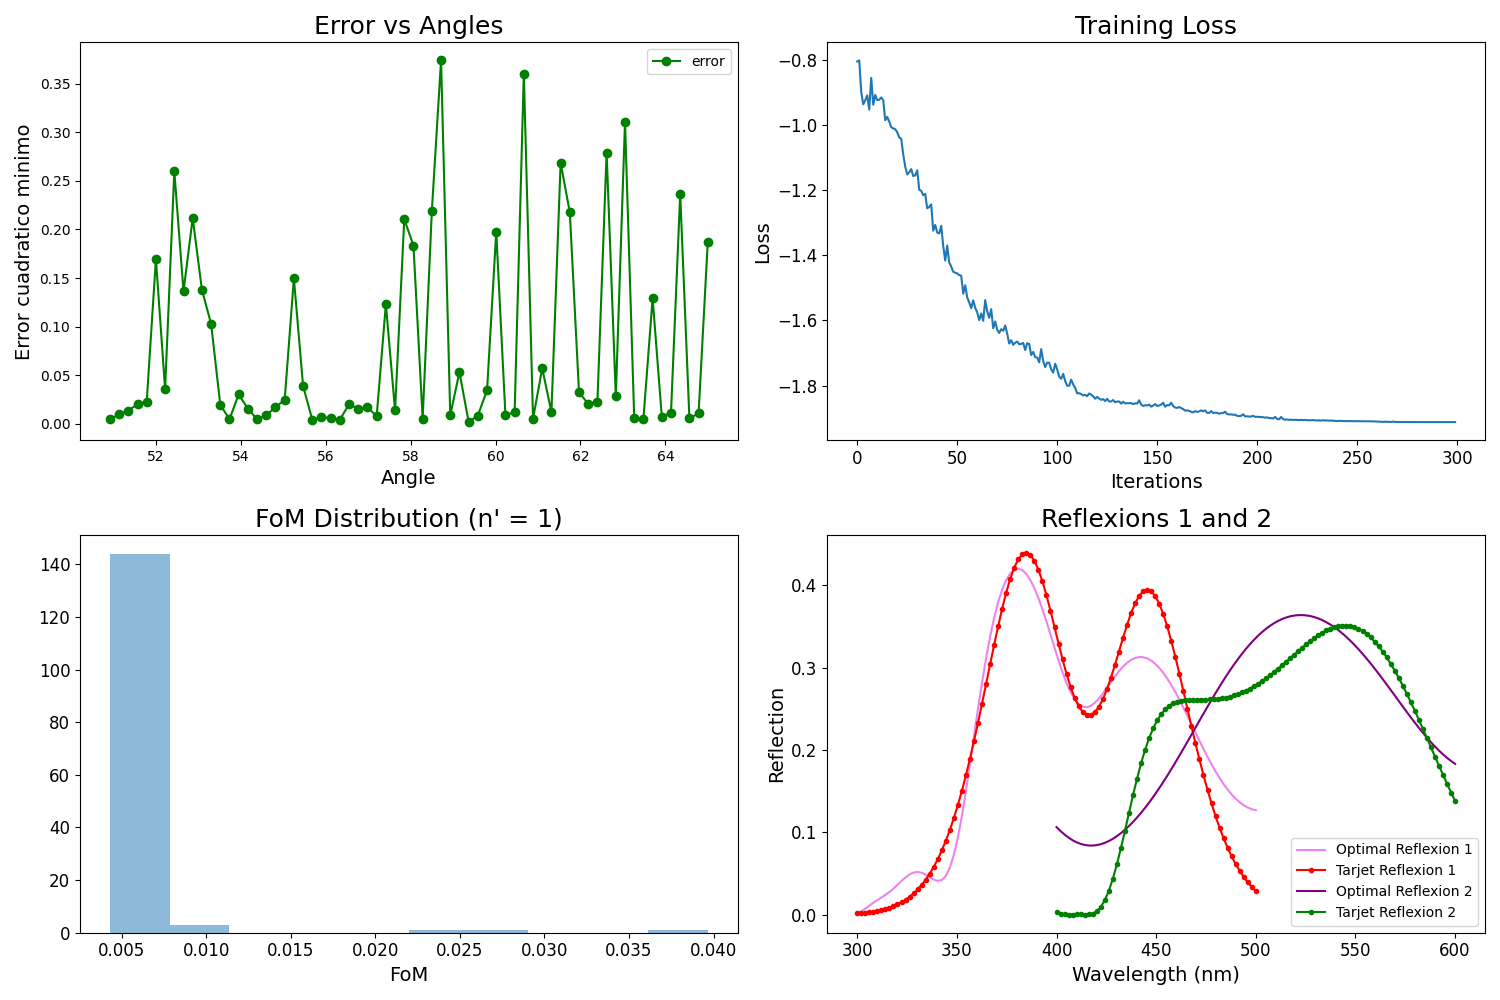 Error vs Angles
Error cuadratico minimo
0.35
0.30
0.25
0.20
0.15
0.10
0.05
0.00
52 54 56 58 60 62 64
Angle
error
Training Loss
Loss
−0.8
−1.0
−1.2
−1.4
−1.6
−1.8
0 50 100 150 200 250 300
Iterations
FoM Distribution (n' = 1)
140
120
100
80
60
40
20
0
0.005 0.010 0.015 0.020 0.025 0.030 0.035 0.040
FoM
Reflexions 1 and 2
Reflection
0.4
0.3
0.2
0.1
0.0
300 350 400 450 500 550 600
Wavelength (nm)
Optimal Reflexion 1
Tarjet Reflexion 1
Optimal Reflexion 2
Tarjet Reflexion 2